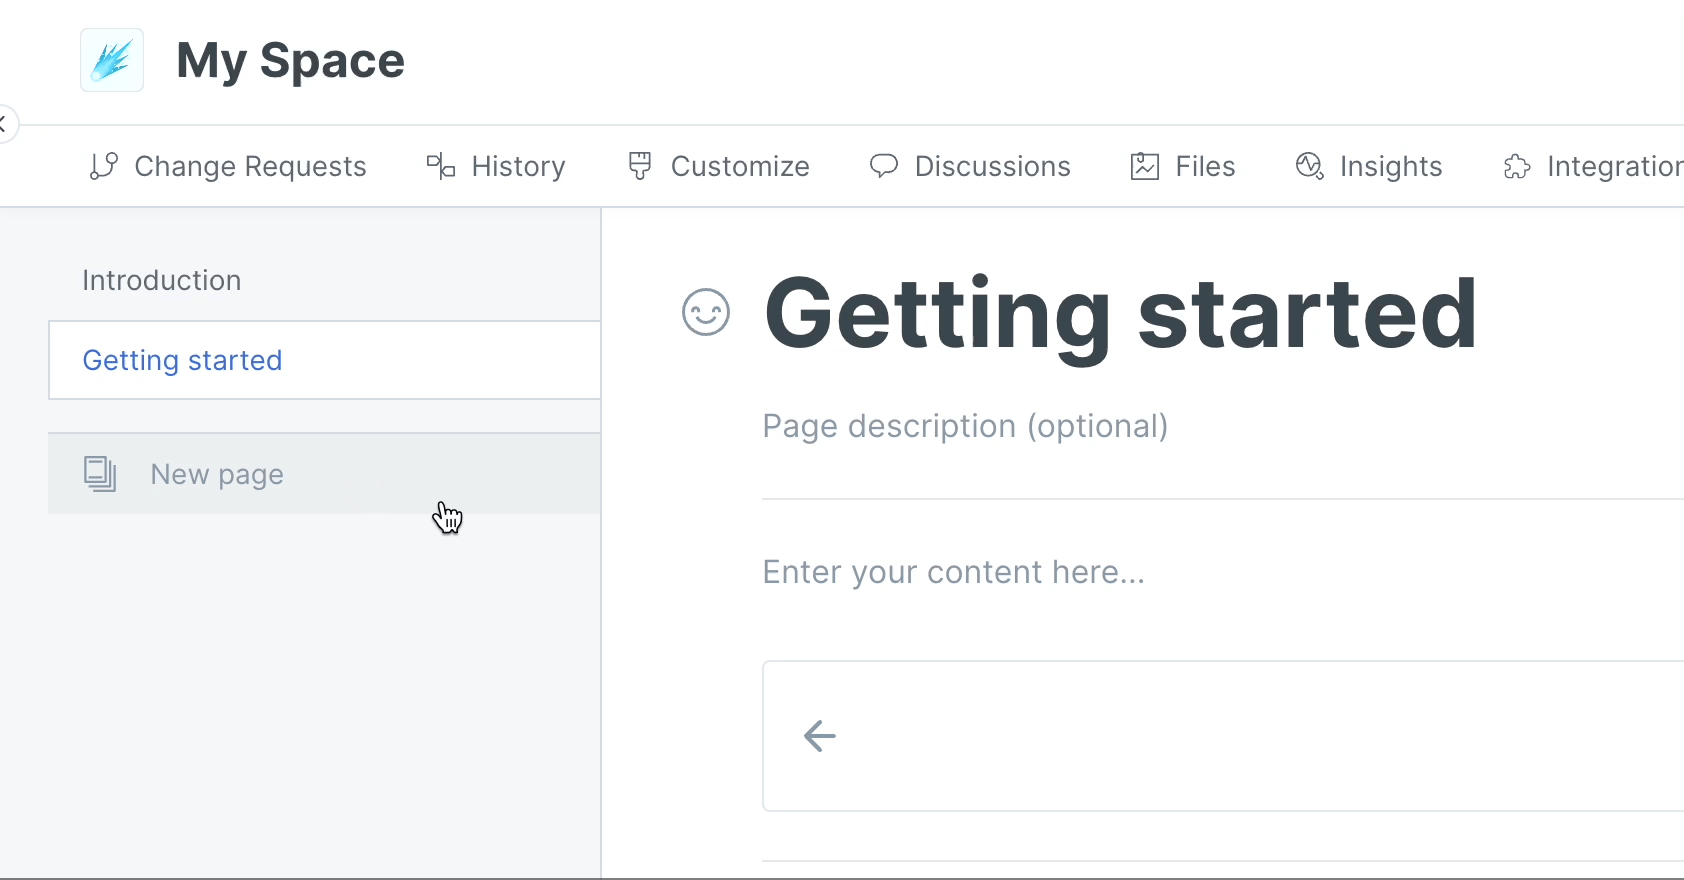 My Space
Change Requests
History
Customize
Discussions
Files
Insights
Integration
Introduction
Getting started
New page
Getting started
Page description (optional)
Enter your content here...